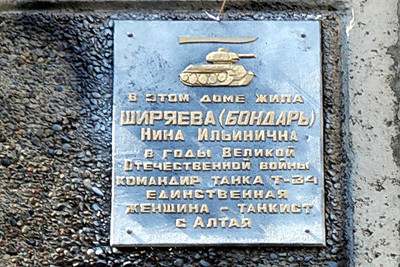 В ЭТОМ ДОМЕ ЖИЛА
ШИРЯЕВА (БОНДАРЬ)
НИНА ИЛЬИНИЧНА
В ГОДЫ ВЕЛИКОЙ
ОТЕЧЕСТВЕННОЙ ВОЙНЫ
КОМАНДИР ТАНКА Т-34
ЕДИНСТВЕННАЯ
ЖЕНЩИНА – ТАНКИСТ
С АЛТАЯ